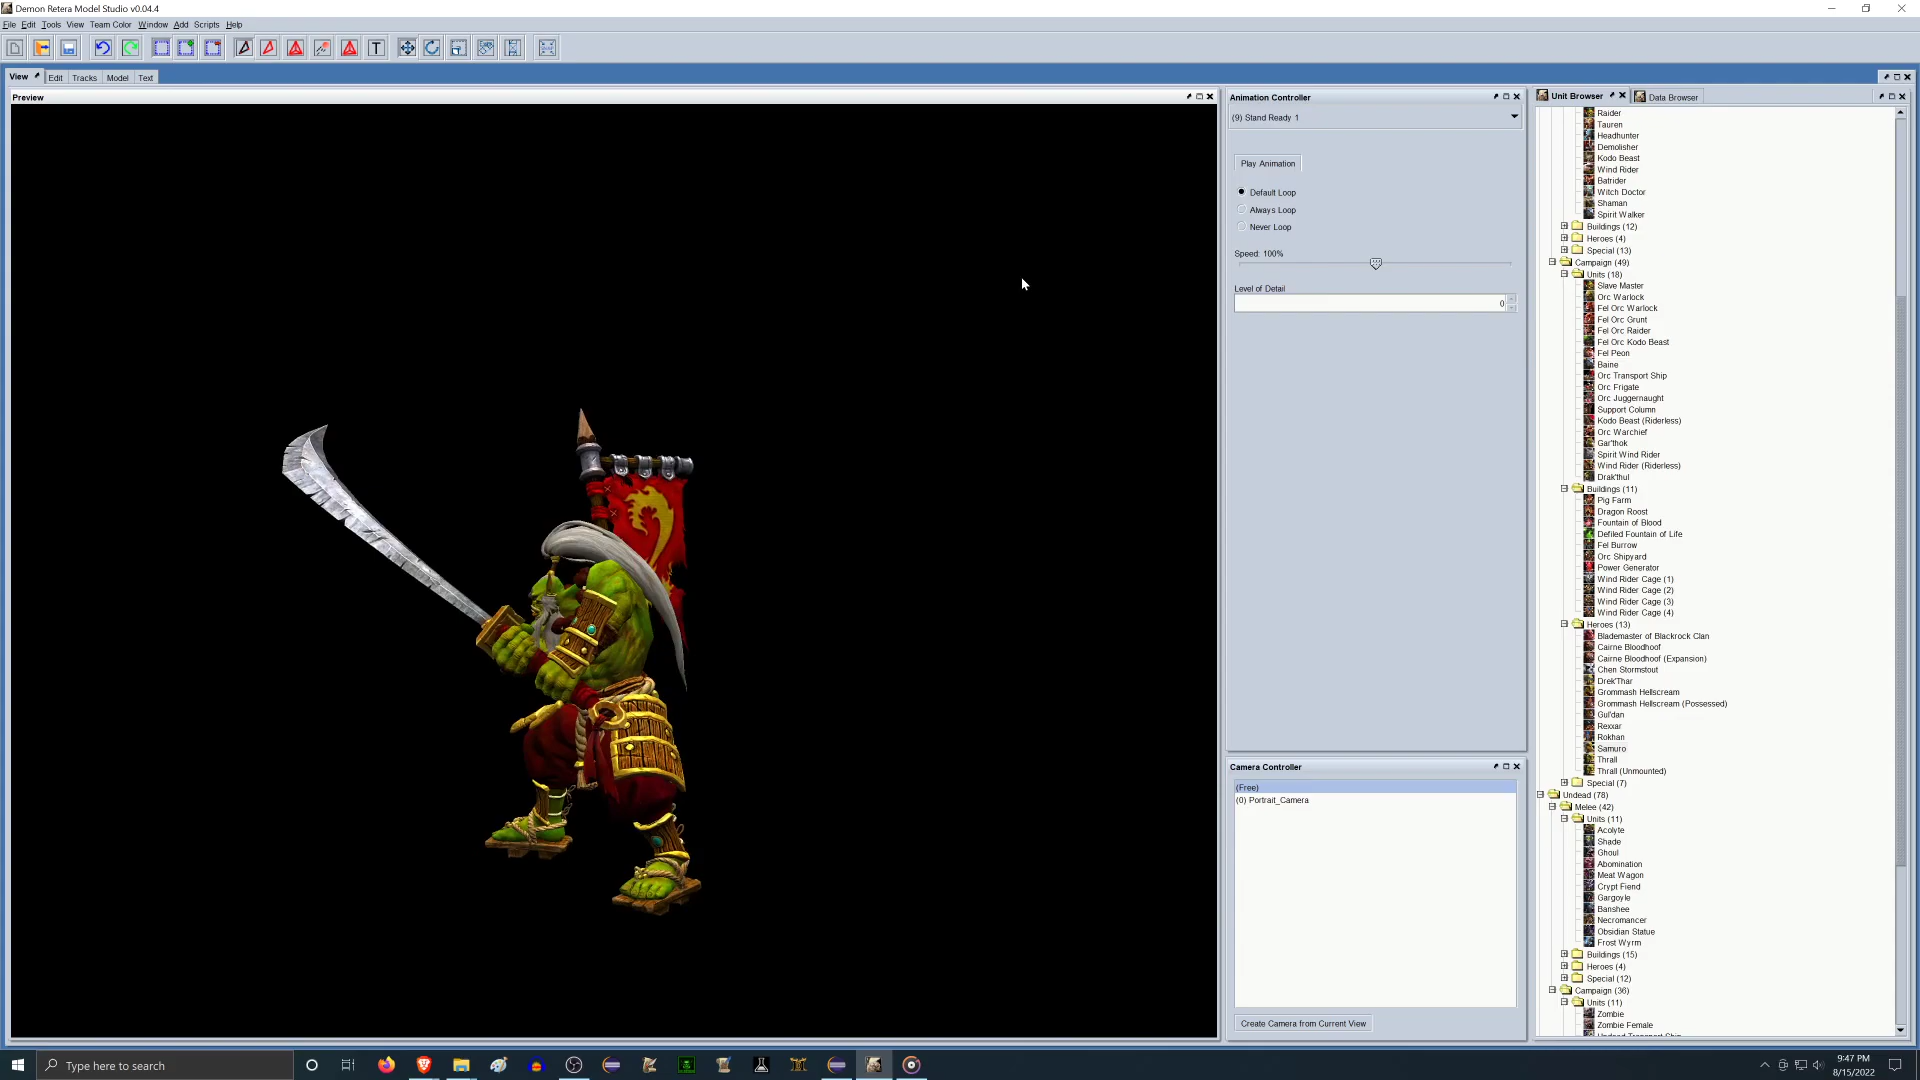 Demon Retera Model Studio v0.04.4
File Edit Tools View Team Color Window Add Scripts Help
T
View Edit Tracks Model Text
Preview
Animation Controller
(9) Stand Ready 1
Play Animation
Default Loop
Always Loop
Never Loop
Speed: 100%
Level of Detail
0
Camera Controller
(Free)
(0) Portrait_Camera
Create Camera from Current View
Unit Browser Data Browser
Raider
Tauren
Headhunter
Demolisher
Kodo Beast
Wind Rider
Batrider
Witch Doctor
Shaman
Spirit Walker
Buildings (12)
Heroes (4)
Special (13)
Campaign (49)
Units (18)
Slave Master
Orc Warlock
Fel Orc Warlock
Fel Orc Grunt
Fel Orc Raider
Fel Orc Kodo Beast
Fel Peon
Baine
Orc Transport Ship
Orc Frigate
Orc Juggernaught
Support Column
Kodo Beast (Riderless)
Orc Warchief
Gar'thok
Spirit Wind Rider
Wind Rider (Riderless)
Drak'thul
Buildings (11)
Pig Farm
Dragon Roost
Fountain of Blood
Defiled Fountain of Life
Fel Burrow
Orc Shipyard
Power Generator
Wind Rider Cage (1)
Wind Rider Cage (2)
Wind Rider Cage (3)
Wind Rider Cage (4)
Heroes (13)
Blademaster of Blackrock Clan
Cairne Bloodhoof
Cairne Bloodhoof (Expansion)
Chen Stormstout
Drek'Thar
Grommash Hellscream
Grommash Hellscream (Possessed)
Gul'dan
Rexxar
Rokhan
Samuro
Thrall
Thrall (Unmounted)
Special (7)
Undead (78)
Melee (42)
Units (11)
Acolyte
Shade
Ghoul
Abomination
Meat Wagon
Crypt Fiend
Gargoyle
Banshee
Necromancer
Obsidian Statue
Frost Wyrm
Buildings (15)
Heroes (4)
Special (12)
Campaign (36)
Units (11)
Zombie
Zombie Female
Type here to search
9:47 PM
8/15/2022